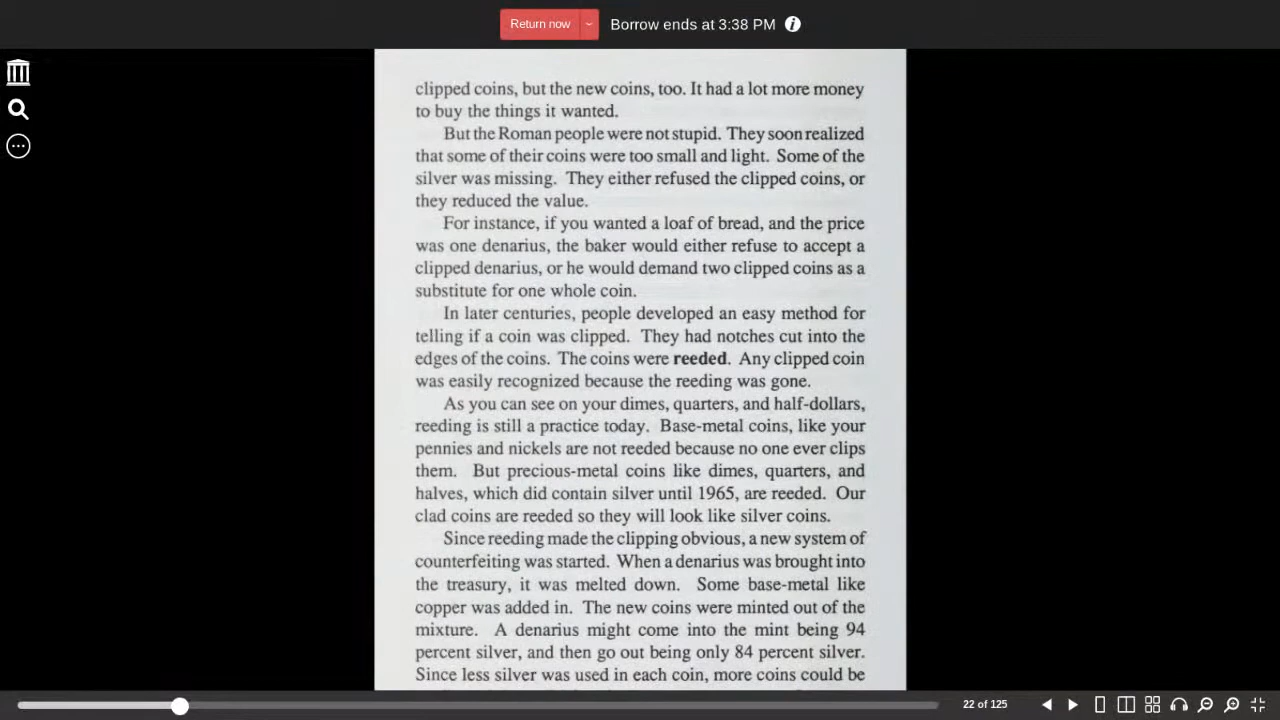 Return now
Borrow ends at 3:38 PM
clipped coins, but the new coins, too. It had a lot more money
to buy the things it wanted.
But the Roman people were not stupid. They soon realized
that some of their coins were too small and light. Some of the
silver was missing. They either refused the clipped coins, or
they reduced the value.
For instance, if you wanted a loaf of bread, and the price
was one denarius, the baker would either refuse to accept a
clipped denarius, or he would demand two clipped coins as a
substitute for one whole coin.
In later centuries, people developed an easy method for
telling if a coin was clipped. They had notches cut into the
edges of the coins. The coins were reeded. Any clipped coin
was easily recognized because the reeding was gone.
As you can see on your dimes, quarters, and half-dollars,
reeding is still a practice today. Base-metal coins, like your
pennies and nickels are not reeded because no one ever clips
them. But precious-metal coins like dimes, quarters, and
halves, which did contain silver until 1965, are reeded. Our
clad coins are reeded so they will look like silver coins.
Since reeding made the clipping obvious, a new system of
counterfeiting was started. When a denarius was brought into
the treasury, it was melted down. Some base-metal like
copper was added in. The new coins were minted out of the
mixture. A denarius might come into the mint being 94
percent silver, and then go out being only 84 percent silver.
Since less silver was used in each coin, more coins could be
22 of 125